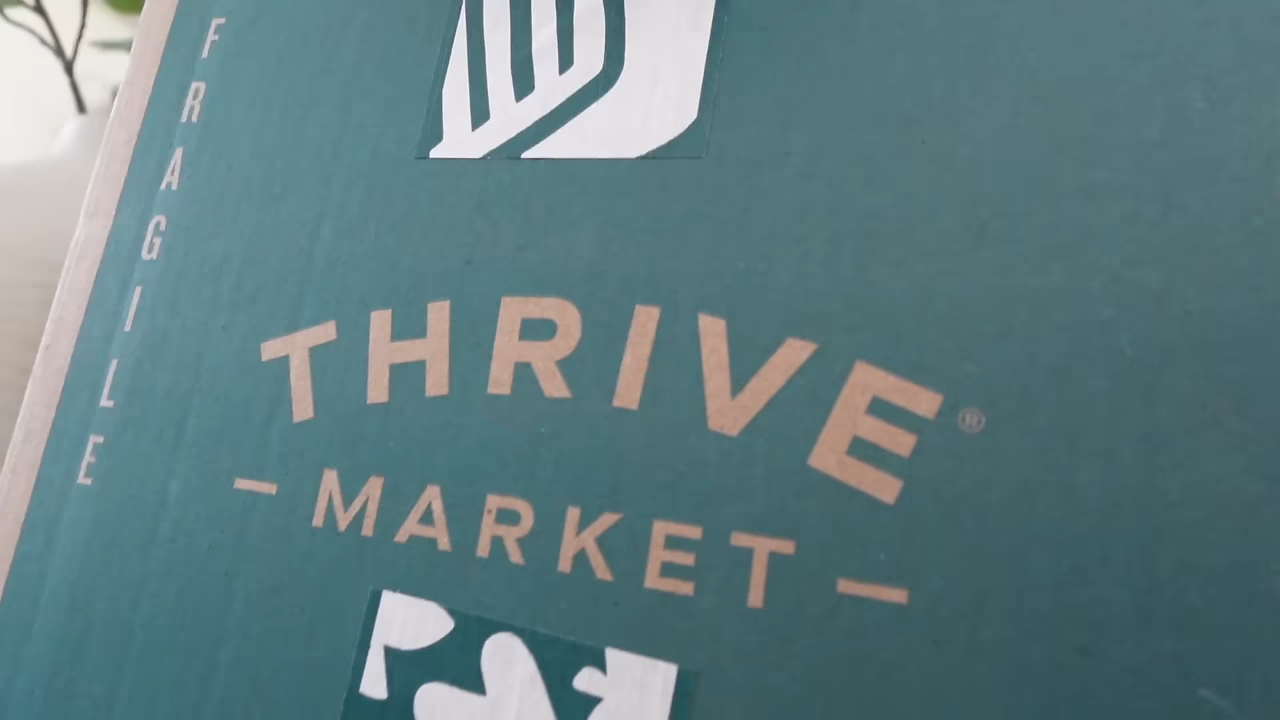 FRAGILE
THRIVE®
— MARKET —